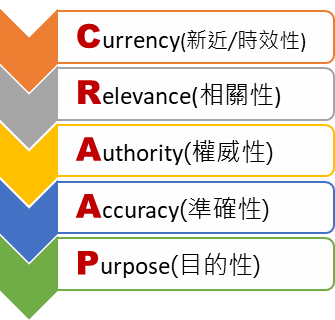 Currency(新近/時效性)
Relevance(相關性)
Authority(權威性)
Accuracy(準確性)
Purpose(目的性)